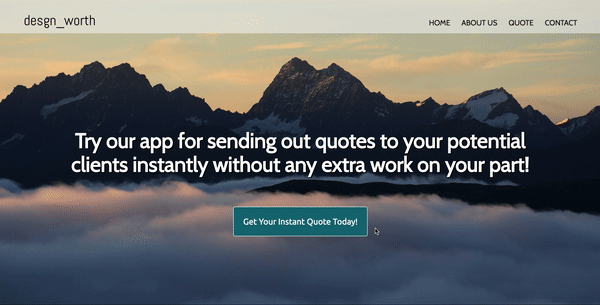 desgn_worth
HOME ABOUT US QUOTE CONTACT
Try our app for sending out quotes to your potential
clients instantly without any extra work on your part!
Get Your Instant Quote Today!